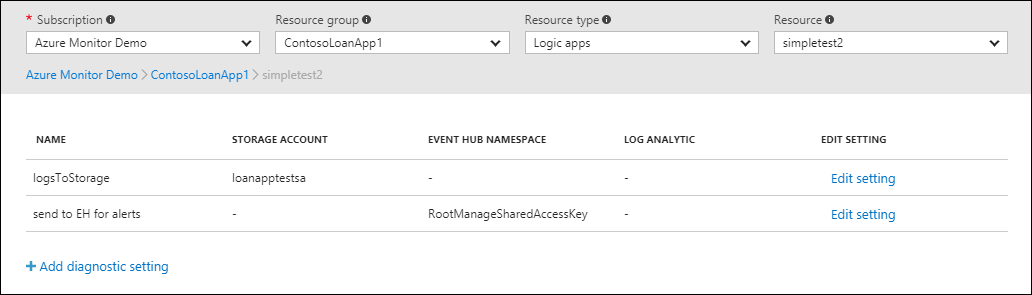 * Subscription Resource group Resource type Resource
Azure Monitor Demo ContosoLoanApp1 Logic apps simpletest2
Azure Monitor Demo > ContosoLoanApp1 > simpletest2
NAME STORAGE ACCOUNT EVENT HUB NAMESPACE LOG ANALYTIC EDIT SETTING
logsToStorage loanapptestsa - - Edit setting
send to EH for alerts - RootManageSharedAccessKey - Edit setting
+ Add diagnostic setting